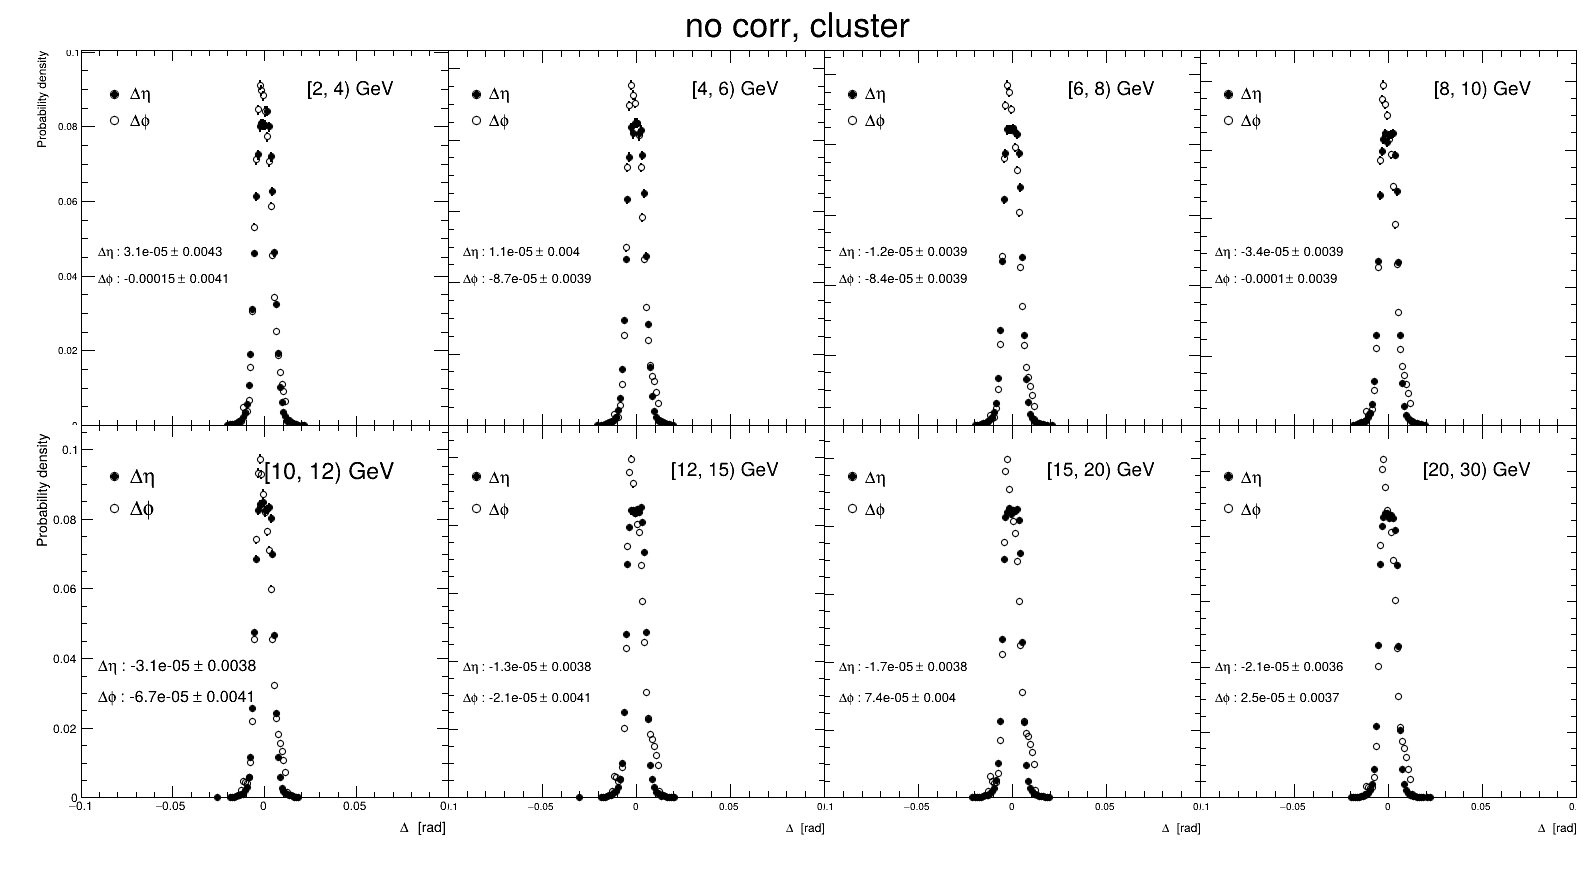 no corr, cluster
Probability density
[2, 4) GeV
Δη
Δϕ
Δη : 3.1e-05 ± 0.0043
Δϕ : -0.00015 ± 0.0041
0.1
0.08
0.06
0.04
0.02
[4, 6) GeV
Δη
Δϕ
Δη : 1.1e-05 ± 0.004
Δϕ : -8.7e-05 ± 0.0039
[6, 8) GeV
Δη
Δϕ
Δη : -1.2e-05 ± 0.0039
Δϕ : -8.4e-05 ± 0.0039
[8, 10) GeV
Δη
Δϕ
Δη : -3.4e-05 ± 0.0039
Δϕ : -0.0001 ± 0.0039
Probability density
[10, 12) GeV
Δη
Δϕ
Δη : -3.1e-05 ± 0.0038
Δϕ : -6.7e-05 ± 0.0041
0.1
0.08
0.06
0.04
0.02
0
−0.1 −0.05 0 0.05
Δ [rad]
[12, 15) GeV
Δη
Δϕ
Δη : -1.3e-05 ± 0.0038
Δϕ : -2.1e-05 ± 0.0041
−0.05 0 0.05
Δ [rad]
[15, 20) GeV
Δη
Δϕ
Δη : -1.7e-05 ± 0.0038
Δϕ : 7.4e-05 ± 0.004
−0.05 0 0.05
Δ [rad]
[20, 30) GeV
Δη
Δϕ
Δη : -2.1e-05 ± 0.0036
Δϕ : 2.5e-05 ± 0.0037
−0.05 0 0.05
Δ [rad]